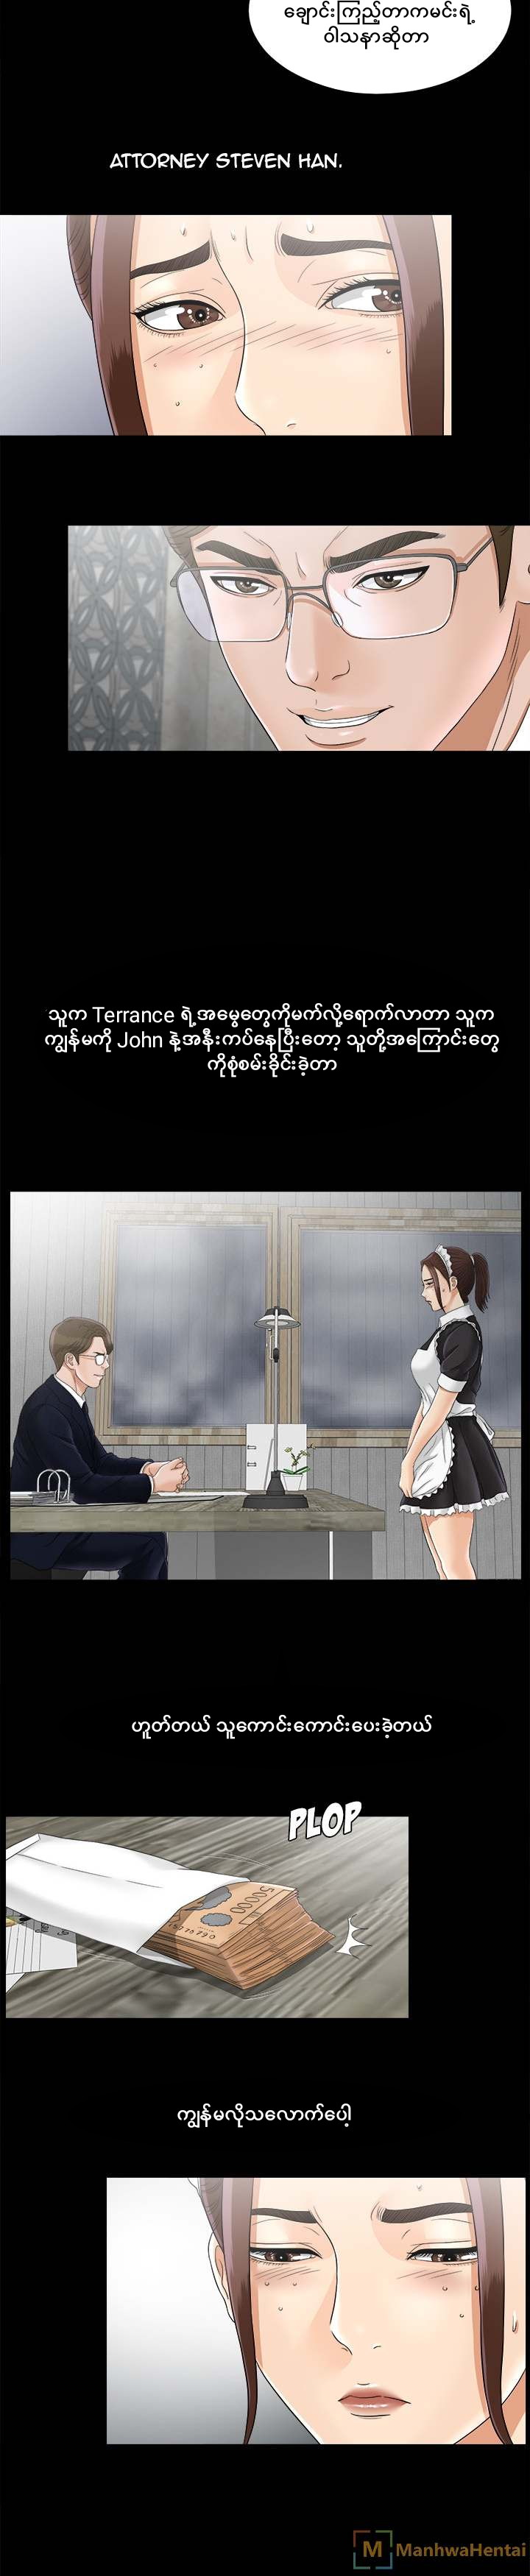 ချောင်းကြည့်တာကမင်းရဲ့
ဝါသနာဆိုတာ
ATTORNEY STEVEN HAN.
သူက Terrance ရဲ့အမွေတွေကိုမက်လို့ရောက်လာတာ သူက
ကျွန်မကို John နဲ့အနီးကပ်နေပြီးတော့ သူတို့အကြောင်းတွေ
ကိုစုံစမ်းခိုင်းခဲ့တာ
ဟူတ်တယ် သူကောင်းကောင်းပေးခဲ့တယ်
PLOP
50000
ကျွန်မလိုသလောက်ပေါ့
M ManhwaHentai